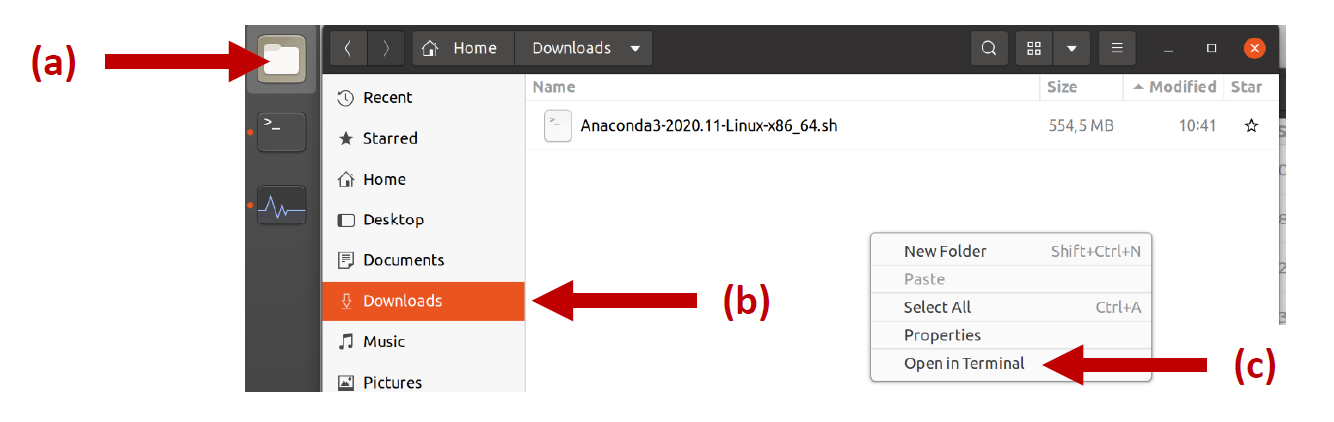 (a)
Home Downloads
Name Size Modified Star
Recent
>_ Anaconda3-2020.11-Linux-x86_64.sh 554,5 MB 10:41
>_
Starred
Home
Desktop
New Folder Shift+Ctrl+N
Documents
Paste
Downloads
(b)
Select All Ctrl+A
Music
Properties
Open in Terminal
(c)
Pictures